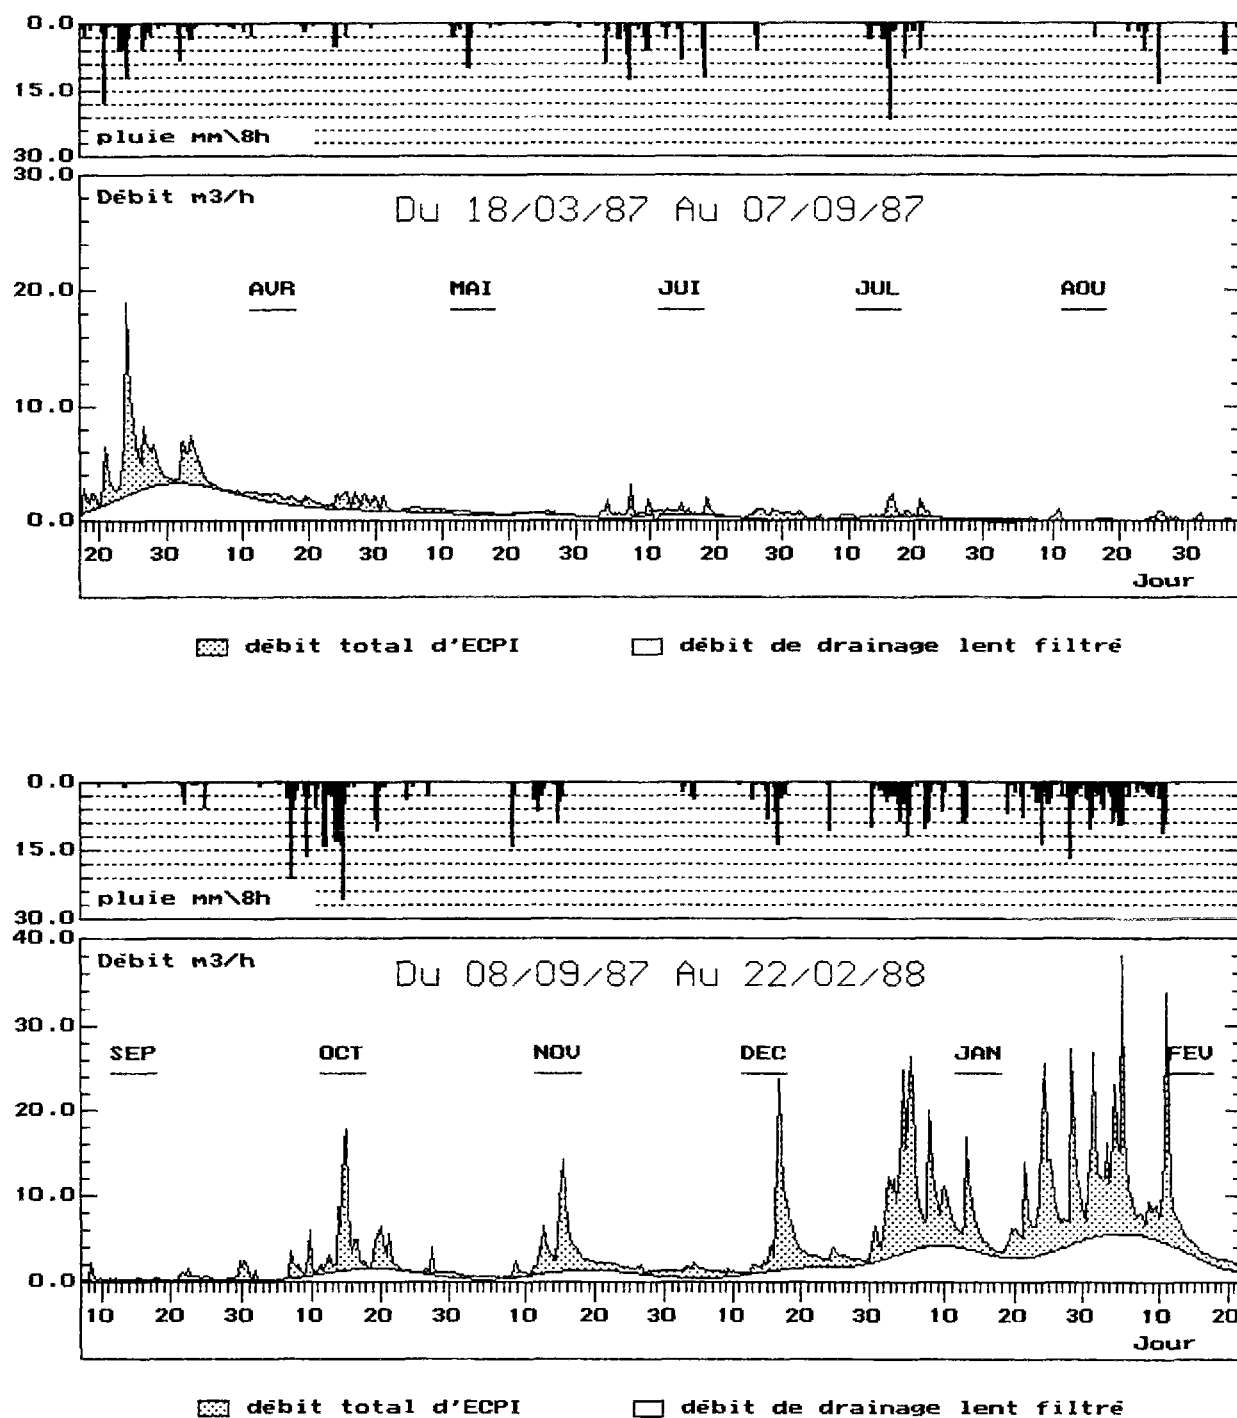 0.0
15.0
pluie mm\8h
30.0
30.0
Débit m3/h
Du 18/03/87 Au 07/09/87
20.0
AVR MAI JUI JUL AOU
10.0
0.0
20 30 10 20 30 10 20 30 10 20 30 10 20 30 10 20 30
Jour
débit total d'ECPI débit de drainage lent filtré
0.0
15.0
pluie mm\8h
30.0
40.0
Débit m3/h
Du 08/09/87 Au 22/02/88
30.0
SEP OCT NOV DEC JAN FEV
20.0
10.0
0.0
10 20 30 10 20 30 10 20 30 10 20 30 10 20 30 10 20
Jour
débit total d'ECPI débit de drainage lent filtré